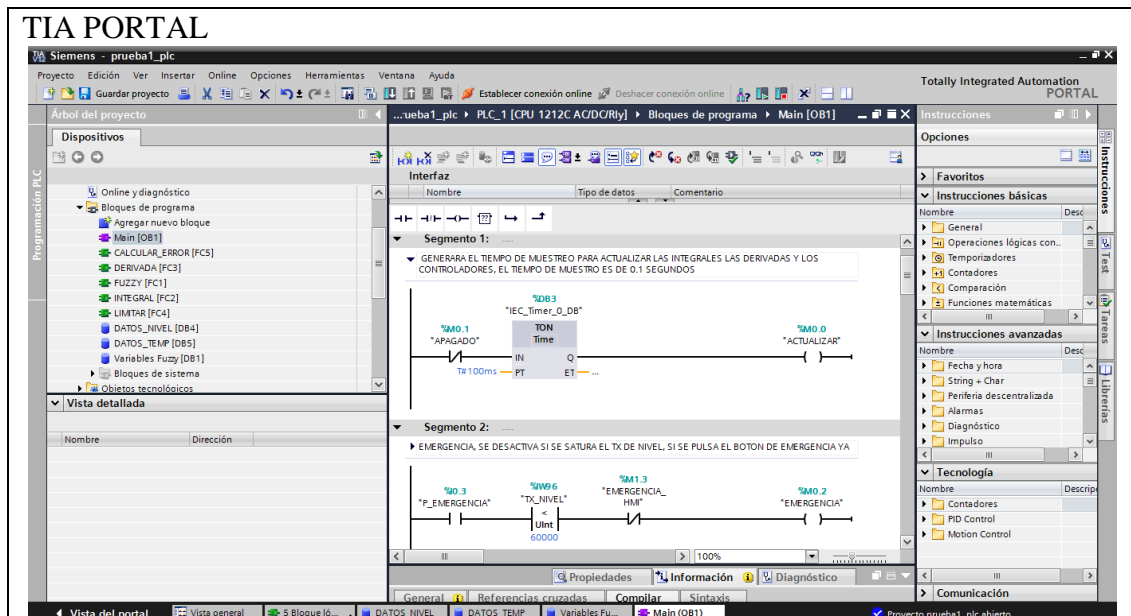 TIA PORTAL
Siemens - prueba1_plc
Proyecto Edición Ver Insertar Online Opciones Herramientas Ventana Ayuda
Guardar proyecto Establecer conexión online Deshacer conexión online
Totally Integrated Automation
PORTAL
Árbol del proyecto
...ueba1_plc PLC_1 [CPU 1212C AC/DC/Rly] Bloques de programa Main [OB1]
Instrucciones
Dispositivos
Opciones
Programación PLC
Online y diagnóstico
Bloques de programa
Agregar nuevo bloque
Main [OB1]
CALCULAR_ERROR [FC5]
DERIVADA [FC3]
FUZZY [FC1]
INTEGRAL [FC2]
LIMITAR [FC4]
DATOS_NIVEL [DB4]
DATOS_TEMP [DB5]
Variables Fuzzy [DB1]
Bloques de sistema
Objetos tecnológicos
Vista detallada
Nombre Dirección
Interfaz
Nombre Tipo de datos Comentario
Segmento 1: .....
GENERARA EL TIEMPO DE MUESTREO PARA ACTUALIZAR LAS INTEGRALES LAS DERIVADAS Y LOS
CONTROLADORES, EL TIEMPO DE MUESTRO ES DE 0.1 SEGUNDOS
%DB3
"IEC_Timer_0_DB"
%M0.1 TON %M0.0
"APAGADO" Time "ACTUALIZAR"
IN Q
T#100ms PT ET ...
Segmento 2: .....
EMERGENCIA, SE DESACTIVA SI SE SATURA EL TX DE NIVEL, SI SE PULSA EL BOTON DE EMERGENCIA YA
%I0.3 %IW96 %M1.3 %M0.2
"P_EMERGENCIA" "TX_NIVEL" "EMERGENCIA_HMI" "EMERGENCIA"
<
UInt
60000
100%
Propiedades Información Diagnóstico
General Referencias cruzadas Compilar Sintaxis
Favoritos
Instrucciones básicas
Nombre Desc
General
Operaciones lógicas con..
Temporizadores
Contadores
Comparación
Funciones matemáticas
Instrucciones avanzadas
Nombre Desc
Fecha y hora
String + Char
Periferia descentralizada
Alarmas
Diagnóstico
Impulso
Tecnología
Nombre Descrip
Contadores
PID Control
Motion Control
Comunicación
Instrucciones
Test
Tareas
Librerías
Vista del portal Vista general 5 Bloque ló... DATOS_NIVEL DATOS_TEMP Variables Fu... Main (OB1) Proyecto prueba1_plc abierto